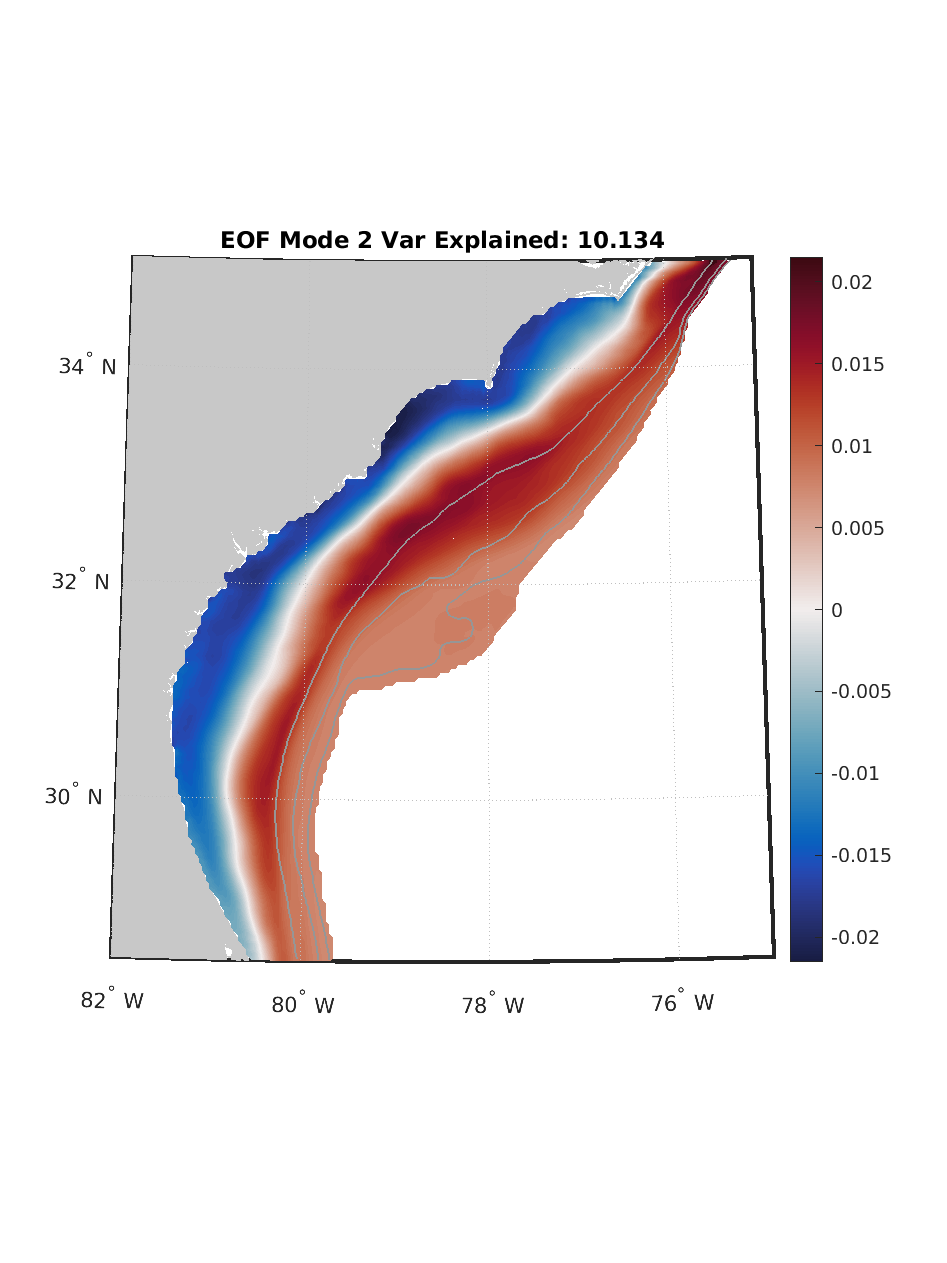 EOF Mode 2 Var Explained: 10.134
34° N
32° N
30° N
82° W
80° W
78° W
76° W
0.02
0.015
0.01
0.005
0
-0.005
-0.01
-0.015
-0.02